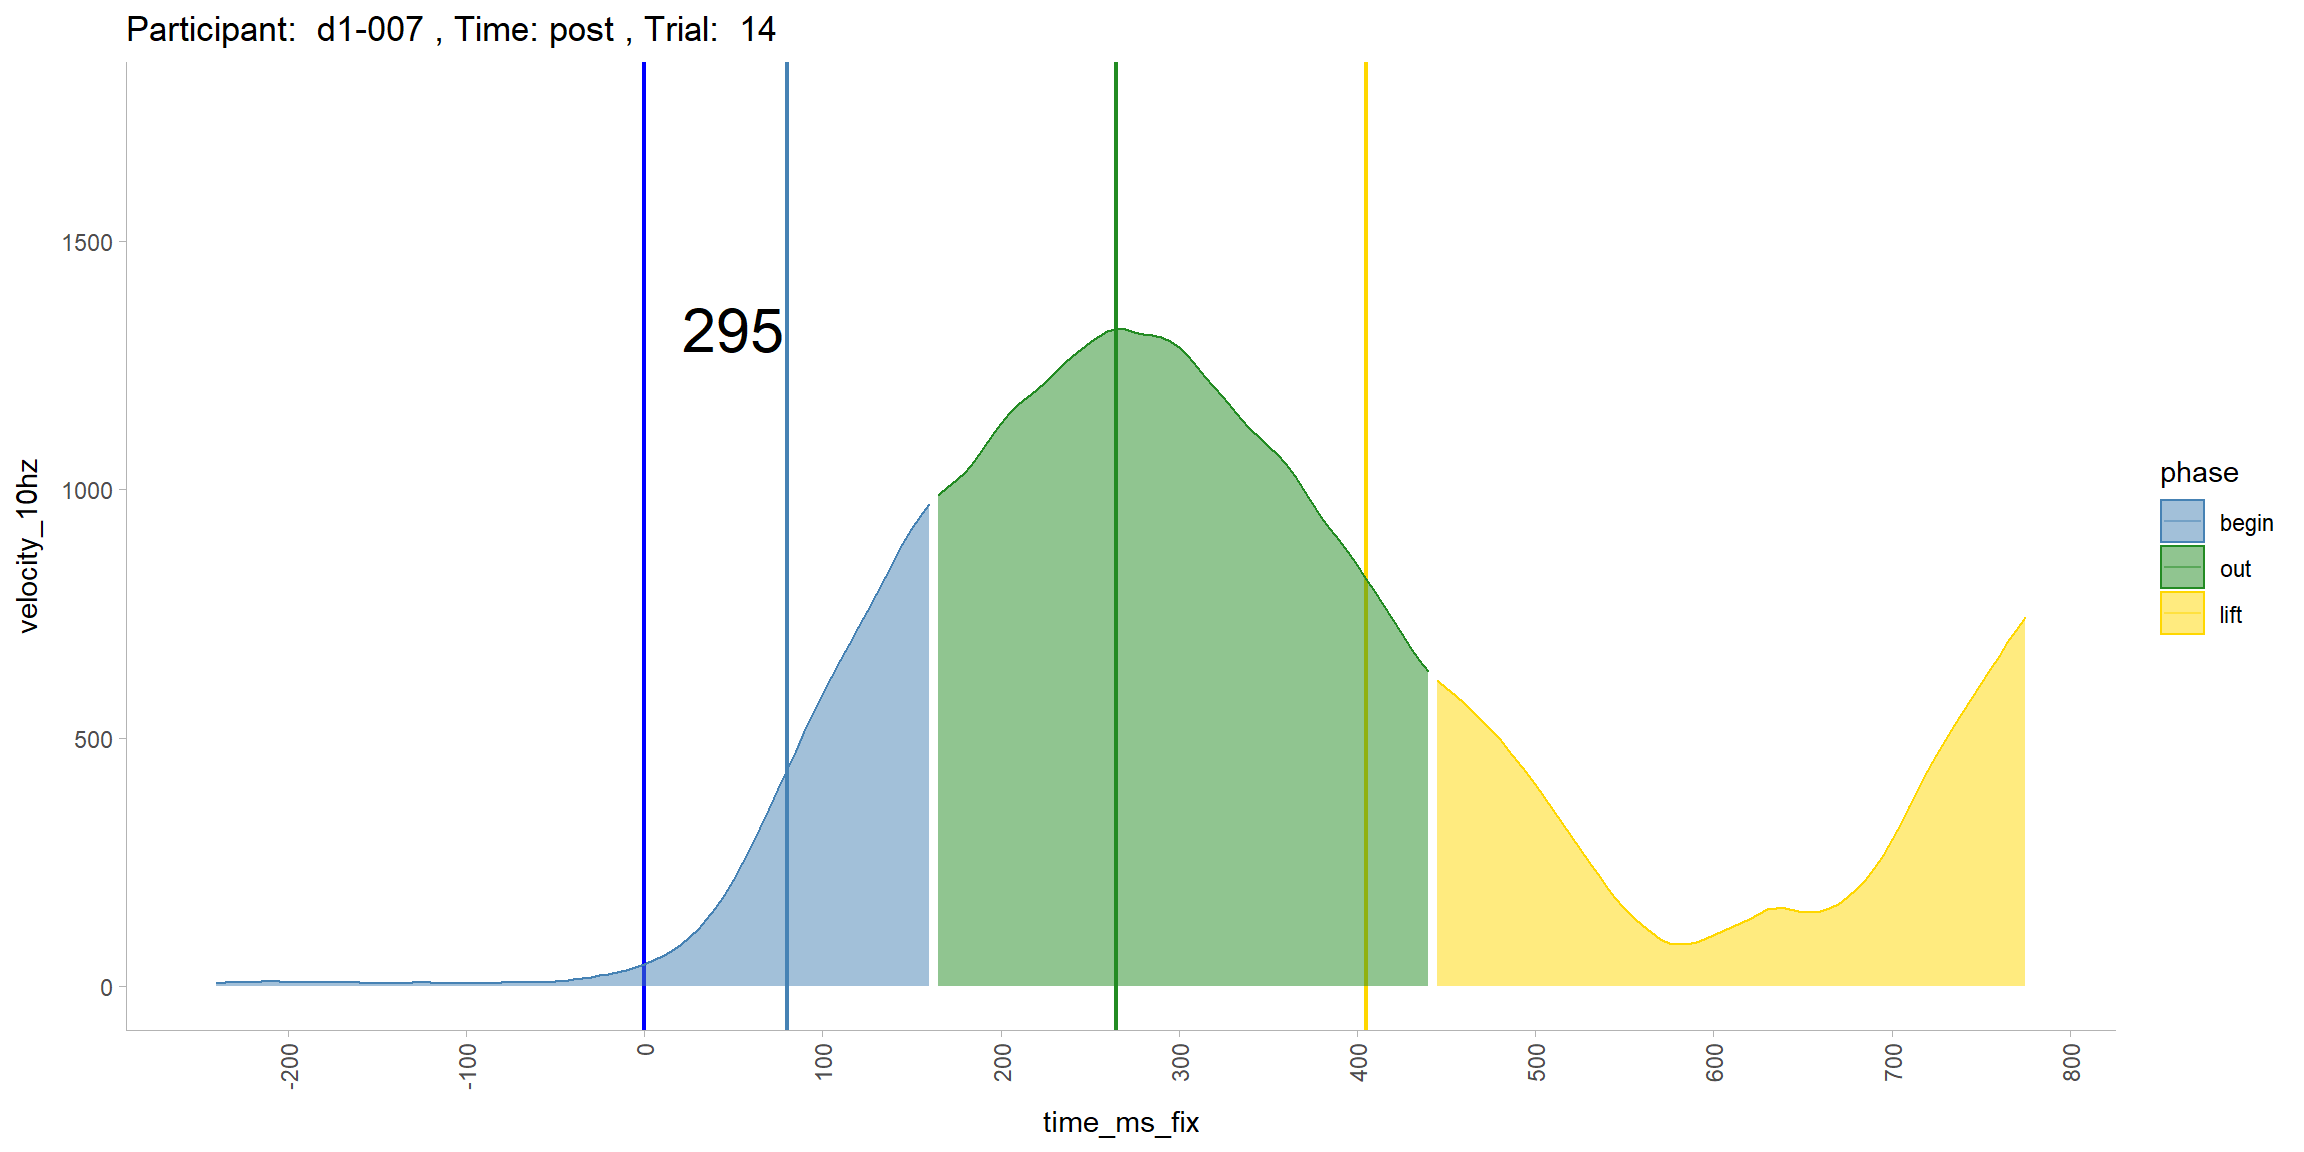 Participant:  d1-007 , Time: post , Trial:  14
1500
1000
500
0
velocity_10hz
295
-200
-100
0
100
200
300
400
500
600
700
800
time_ms_fix
phase
begin
out
lift